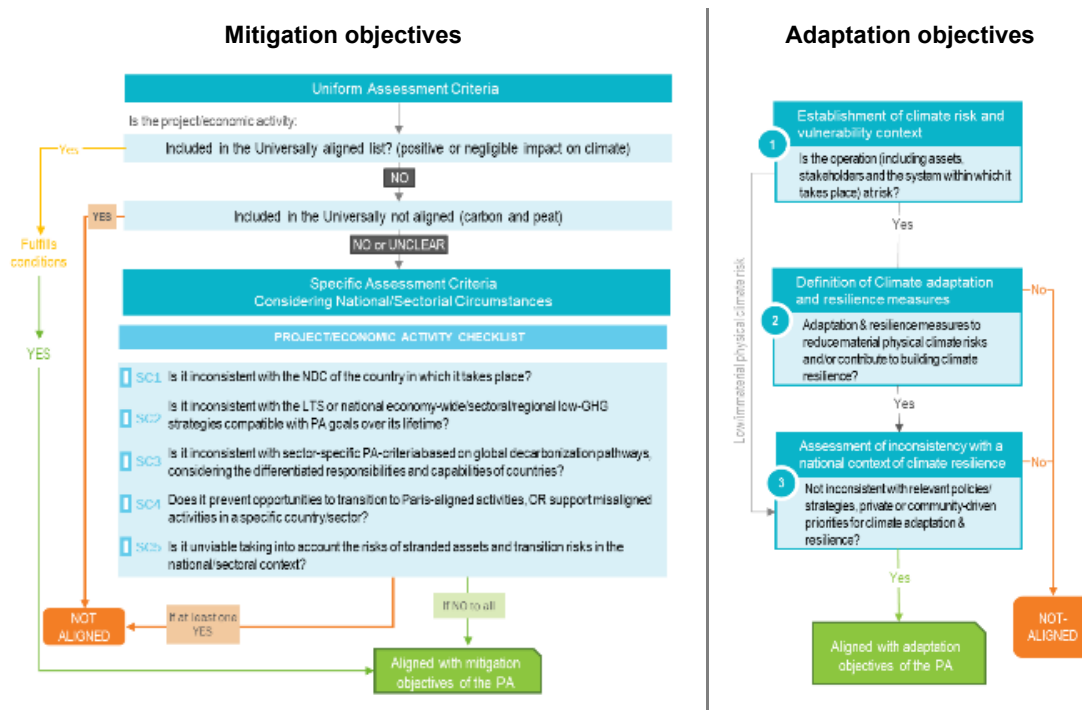 Mitigation objectives
Uniform Assessment Criteria
Is the project/economic activity:
Yes
Included in the Universally aligned list? (positive or negligible impact on climate)
NO
YES
Included in the Universally not aligned (carbon and peat)
NO or UNCLEAR
Fulfills
conditions
Specific Assessment Criteria
Considering National/Sectorial Circumstances
PROJECT/ECONOMIC ACTIVITY CHECKLIST
YES
SC1 Is it inconsistent with the NDC of the country in which it takes place?
SC2 Is it inconsistent with the LTS or national economy-wide/sectoral/regional low-GHG
strategies compatible with PA goals over its lifetime?
SC3 Is it inconsistent with sector-specific PA-criteria based on global decarbonization pathways,
considering the differentiated responsibilities and capabilities of countries?
SC4 Does it prevent opportunities to transition to Paris-aligned activities, OR support misaligned
activities in a specific country/sector?
SC5 Is it unviable taking into account the risks of stranded assets and transition risks in the
national/sectoral context?
NOT
ALIGNED
If at least one
YES
If NO to all
Aligned with mitigation
objectives of the PA
Adaptation objectives
1
Establishment of climate risk and
vulnerability context
Is the operation (including assets,
stakeholders and the system within which it
takes place) at risk?
Yes
Low/immaterial physical climate risk
2
Definition of Climate adaptation
and resilience measures
Adaptation & resilience measures to
reduce material physical climate risks
and/or contribute to building climate
resilience?
No
Yes
3
Assessment of inconsistency with a
national context of climate resilience
Not inconsistent with relevant policies/
strategies, private or community-driven
priorities for climate adaptation &
resilience?
No
Yes
Aligned with adaptation
objectives of the PA
NOT-
ALIGNED